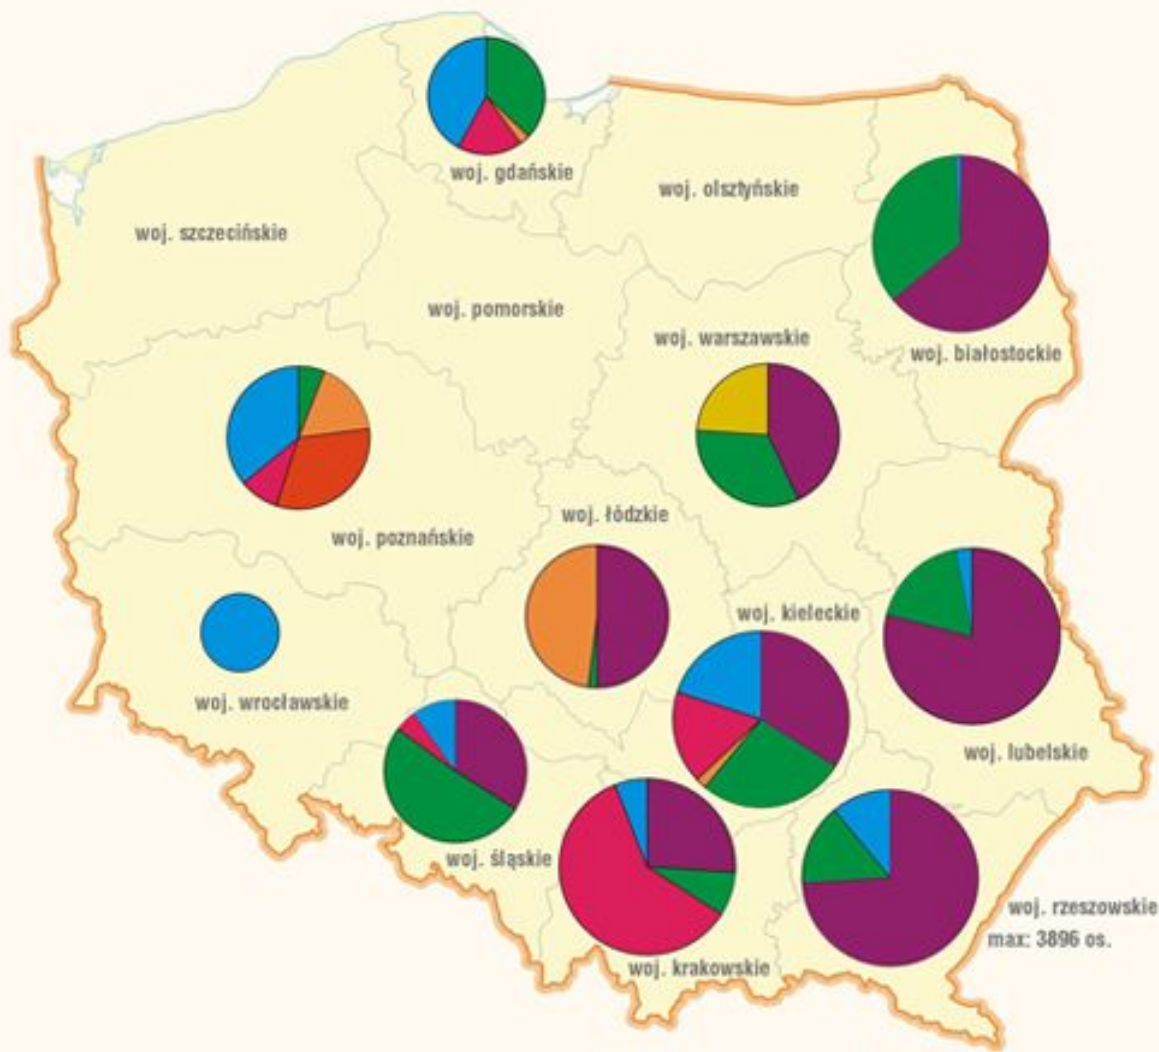 woj. gdańskie
woj. olsztyńskie
woj. szczecińskie
woj. pomorskie
woj. warszawskie
woj. białostockie
woj. poznańskie
woj. łódzkie
woj. kieleckie
woj. wrocławskie
woj. lubelskie
woj. śląskie
woj. rzeszowskie
max: 3896 os.
woj. krakowskie